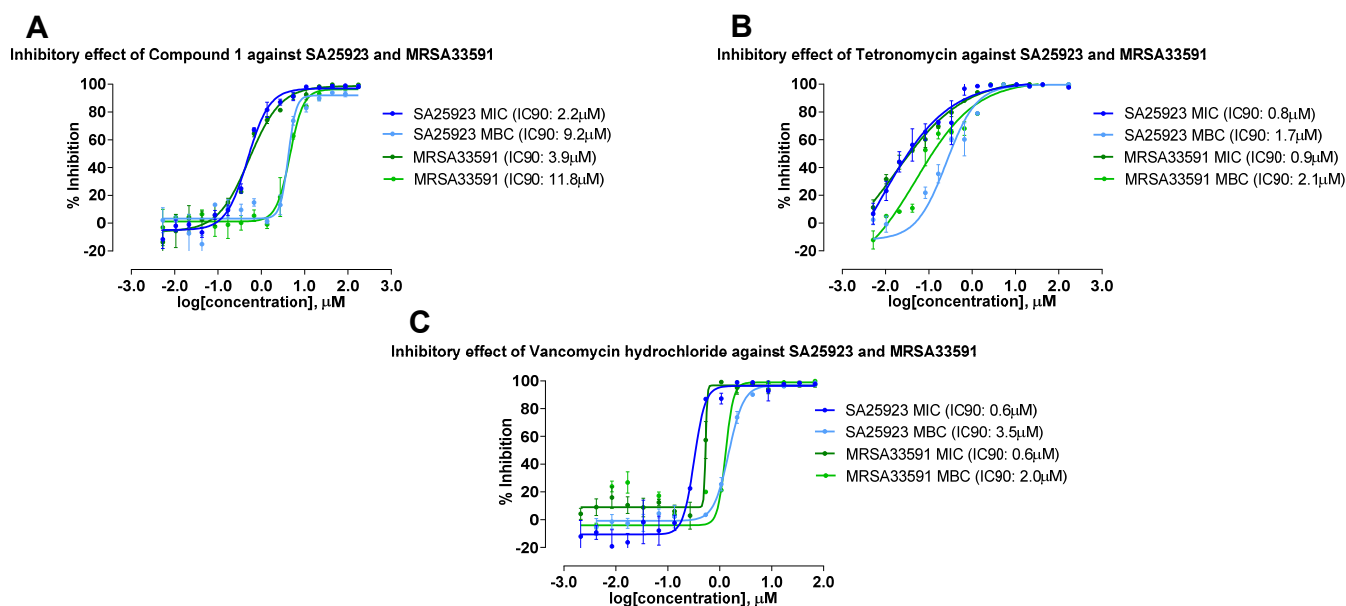 A
Inhibitory effect of Compound 1 against SA25923 and MRSA33591
% Inhibition
100
80
60
40
20
0
-20
-3.0 -2.0 -1.0 0.0 1.0 2.0 3.0
log[concentration], μM
SA25923 MIC (IC90: 2.2μM)
SA25923 MBC (IC90: 9.2μM)
MRSA33591 (IC90: 3.9μM)
MRSA33591 (IC90: 11.8μM)
B
Inhibitory effect of Tetronomycin against SA25923 and MRSA33591
% Inhibition
100
80
60
40
20
0
-20
-3.0 -2.0 -1.0 0.0 1.0 2.0 3.0
log[concentration], μM
SA25923 MIC (IC90: 0.8μM)
SA25923 MBC (IC90: 1.7μM)
MRSA33591 MIC (IC90: 0.9μM)
MRSA33591 MBC (IC90: 2.1μM)
C
Inhibitory effect of Vancomycin hydrochloride against SA25923 and MRSA33591
% Inhibition
100
80
60
40
20
0
-20
-3.0 -2.0 -1.0 0.0 1.0 2.0
log[concentration], μM
SA25923 MIC (IC90: 0.6μM)
SA25923 MBC (IC90: 3.5μM)
MRSA33591 MIC (IC90: 0.6μM)
MRSA33591 MBC (IC90: 2.0μM)